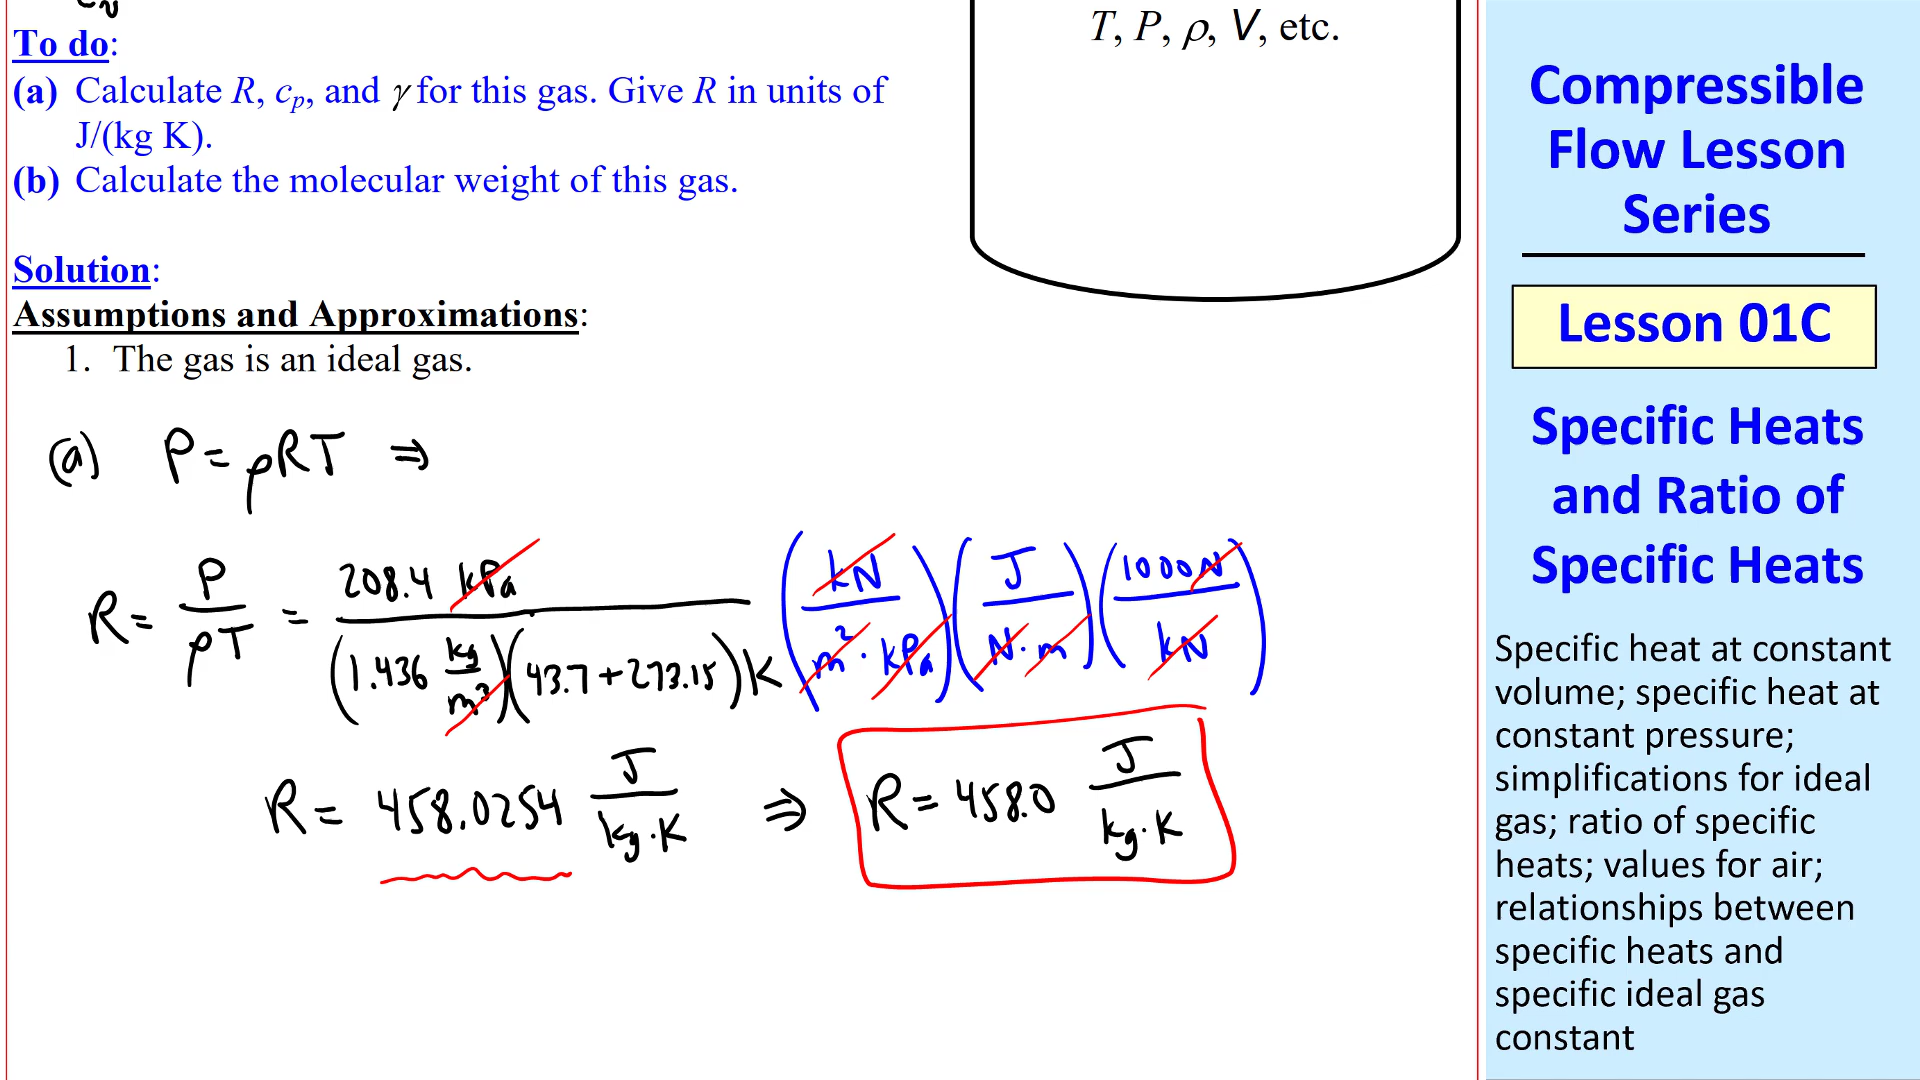 To do:
(a) Calculate R, c_p, and γ for this gas. Give R in units of
J/(kg K).
(b) Calculate the molecular weight of this gas.
Solution:
Assumptions and Approximations:
1. The gas is an ideal gas.
T, P, ρ, V, etc.
(a) P = ρRT ⇒
R = P/(ρT) = 208.4 kPa / ((1.436 kg/m³)(43.7 + 273.15) K) (kN/(m²·kPa)) (J/(N·m)) (1000 N/kN)
R = 458.0254 J/(kg·K) ⇒ R = 458.0 J/(kg·K)
Compressible
Flow Lesson
Series
Lesson 01C
Specific Heats
and Ratio of
Specific Heats
Specific heat at constant
volume; specific heat at
constant pressure;
simplifications for ideal
gas; ratio of specific
heats; values for air;
relationships between
specific heats and
specific ideal gas
constant